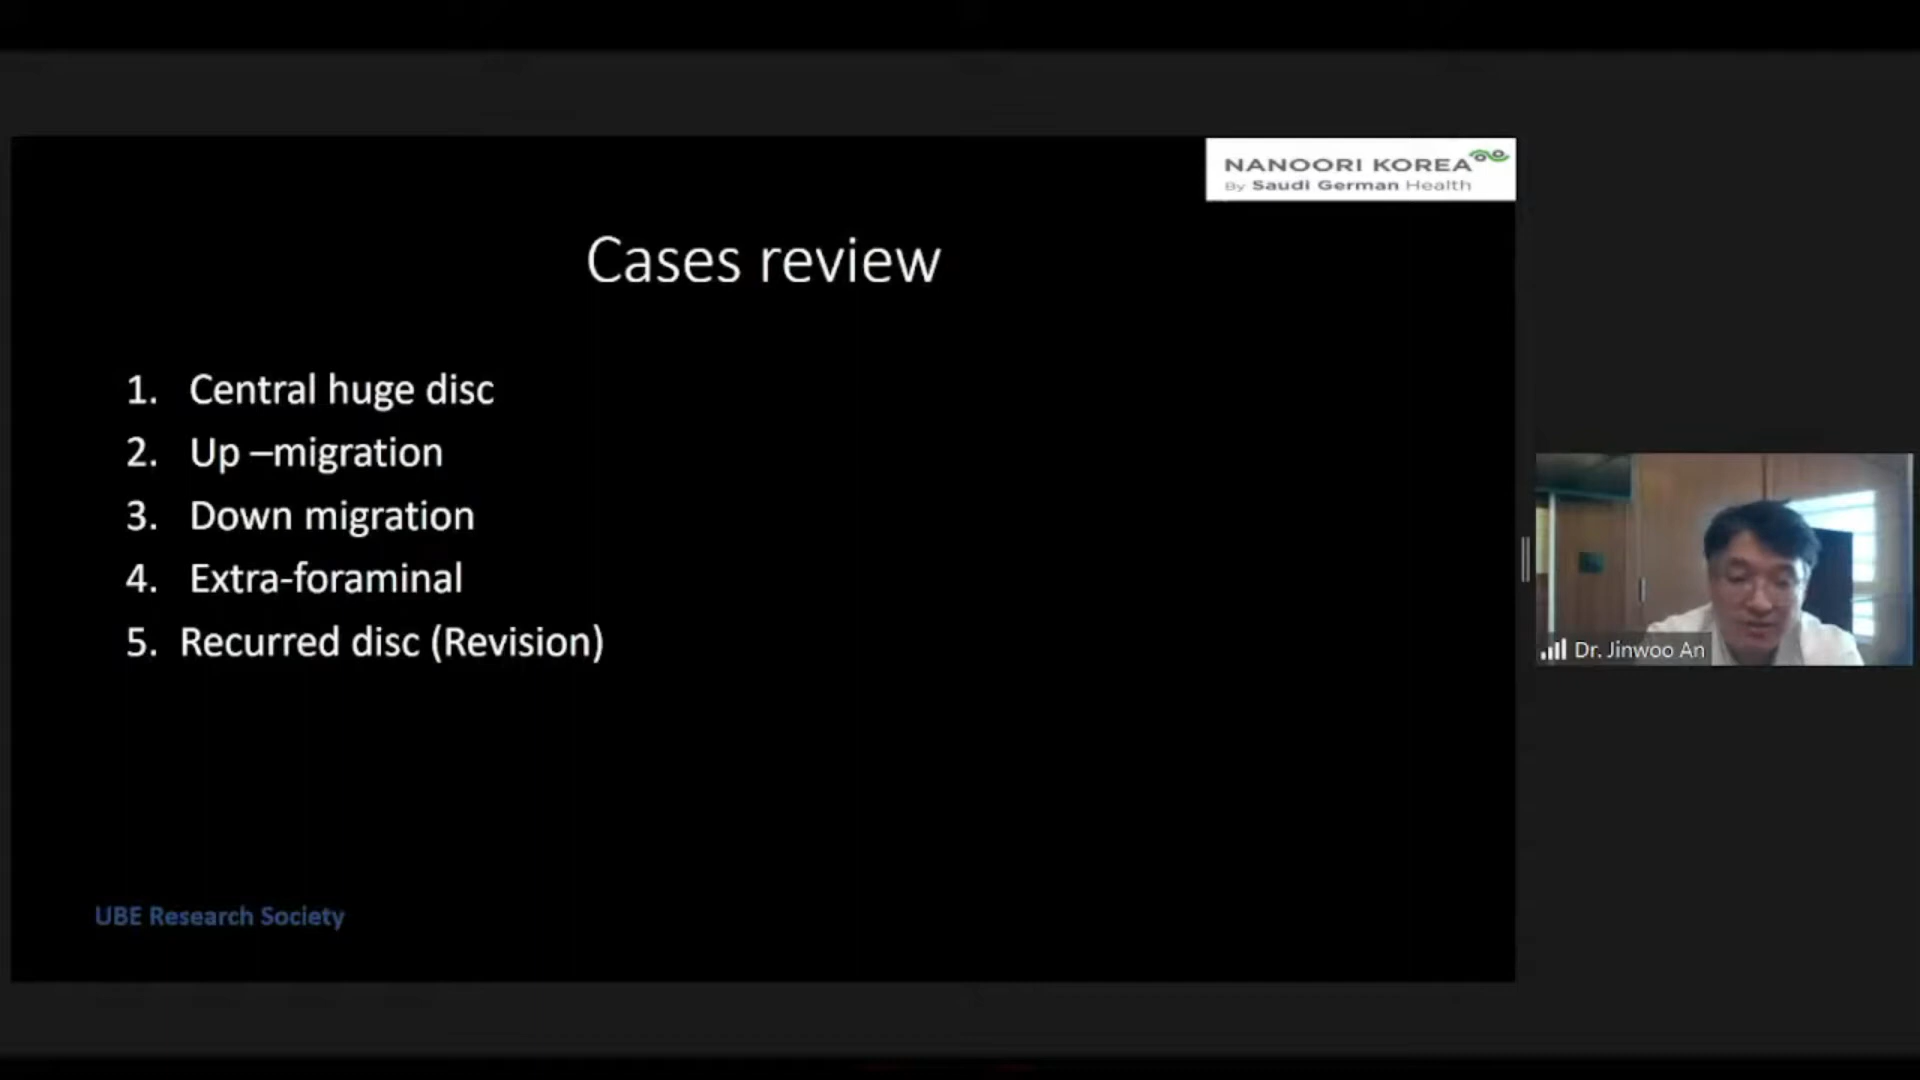 NANOORI KOREA
By Saudi German Health
Cases review
1. Central huge disc
2. Up –migration
3. Down migration
4. Extra-foraminal
5. Recurred disc (Revision)
Dr. Jinwoo An
UBE Research Society